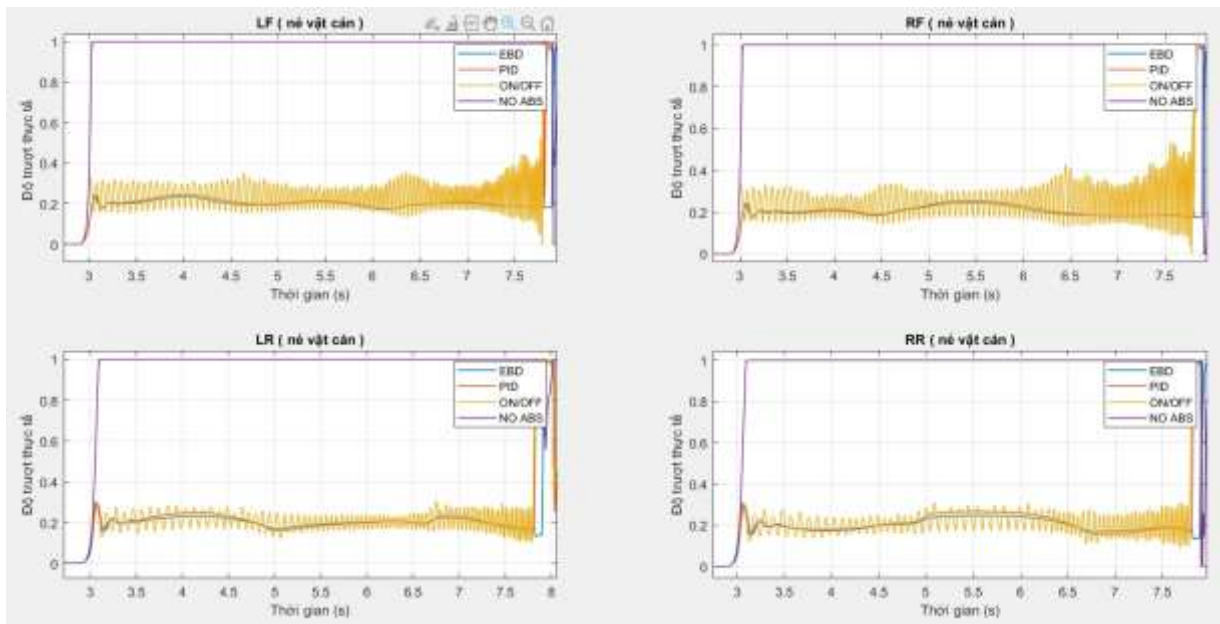 LF ( né vật cản )
Độ trượt thực tế
1
0.8
0.6
0.4
0.2
0
EBD
PID
ON/OFF
NO ABS
3 3.5 4 4.5 5 5.5 6 6.5 7 7.5
Thời gian (s)
RF ( né vật cản )
Độ trượt thực tế
1
0.8
0.6
0.4
0.2
0
EBD
PID
ON/OFF
NO ABS
3 3.5 4 4.5 5 5.5 6 6.5 7 7.5
Thời gian (s)
LR ( né vật cản )
Độ trượt thực tế
1
0.8
0.6
0.4
0.2
0
EBD
PID
ON/OFF
NO ABS
3 3.5 4 4.5 5 5.5 6 6.5 7 7.5 8
Thời gian (s)
RR ( né vật cản )
Độ trượt thực tế
1
0.8
0.6
0.4
0.2
0
EBD
PID
ON/OFF
NO ABS
3 3.5 4 4.5 5 5.5 6 6.5 7 7.5
Thời gian (s)